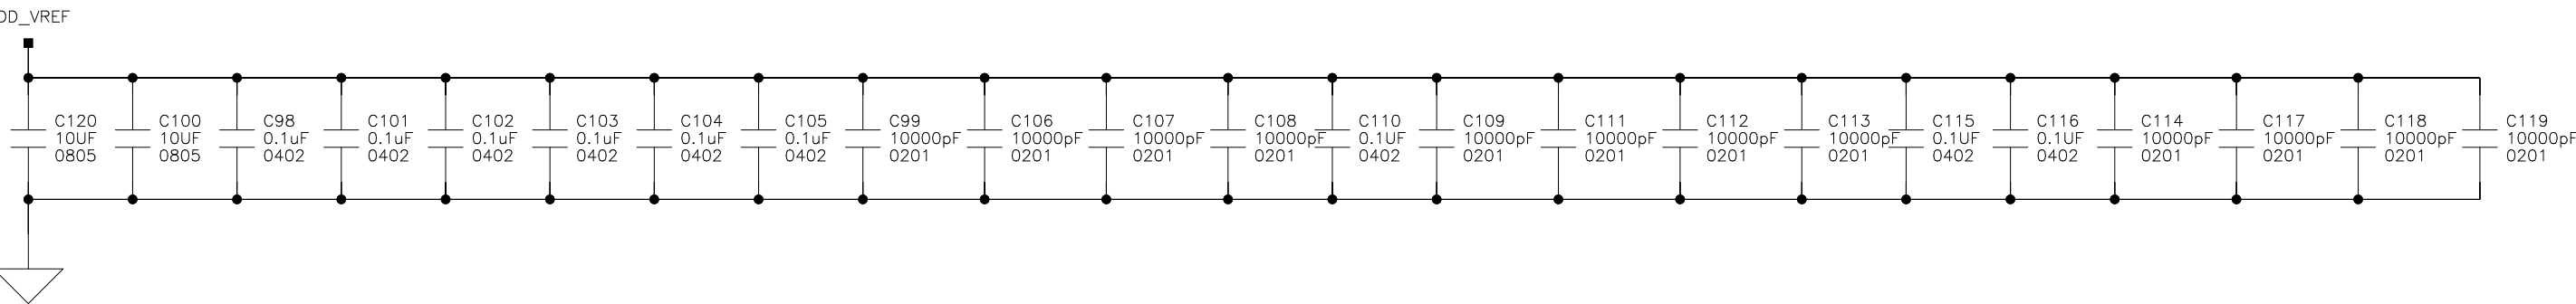 DD_VREF
C120
10UF
0805
C100
10UF
0805
C98
0.1uF
0402
C101
0.1uF
0402
C102
0.1uF
0402
C103
0.1uF
0402
C104
0.1uF
0402
C105
0.1uF
0402
C99
10000pF
0201
C106
10000pF
0201
C107
10000pF
0201
C108
10000pF
0201
C110
0.1UF
0402
C109
10000pF
0201
C111
10000pF
0201
C112
10000pF
0201
C113
10000pF
0201
C115
0.1UF
0402
C116
0.1UF
0402
C114
10000pF
0201
C117
10000pF
0201
C118
10000pF
0201
C119
10000pF
0201